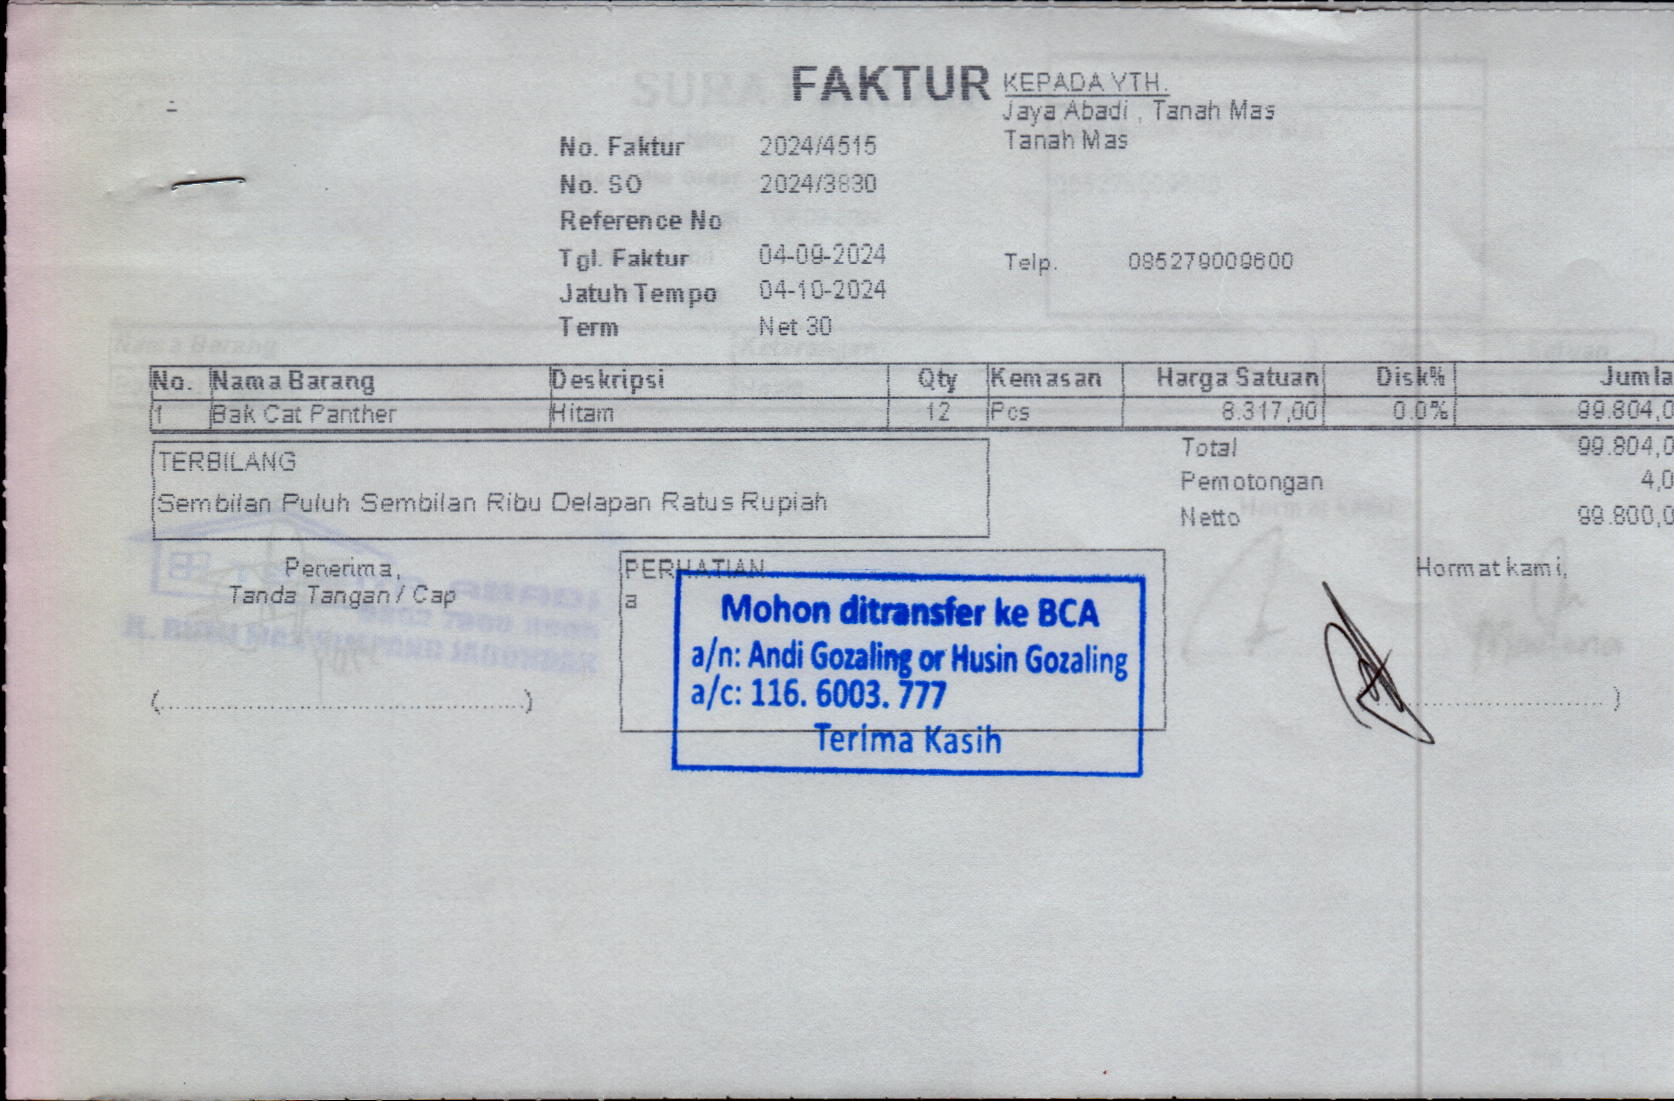 FAKTUR
KEPADA YTH.
Jaya Abadi , Tanah Mas
Tanah Mas
No. Faktur 2024/4515
No. SO 2024/3830
Reference No
Tgl. Faktur 04-09-2024
Telp. 085279009600
Jatuh Tempo 04-10-2024
Term Net 30
No. Nama Barang Deskripsi Qty Kemasan Harga Satuan Disk% Jumla
1 Bak Cat Panther Hitam 12 Pcs 8.317,00 0.0% 99.804,0
TERBILANG
Sembilan Puluh Sembilan Ribu Delapan Ratus Rupiah
Total 99.804,0
Pemotongan 4,0
Netto 99.800,0
Penerima,
Tanda Tangan / Cap
(........................................)
PERHATIAN
a
Mohon ditransfer ke BCA
a/n: Andi Gozaling or Husin Gozaling
a/c: 116. 6003. 777
Terima Kasih
Hormat kami,
........................ )